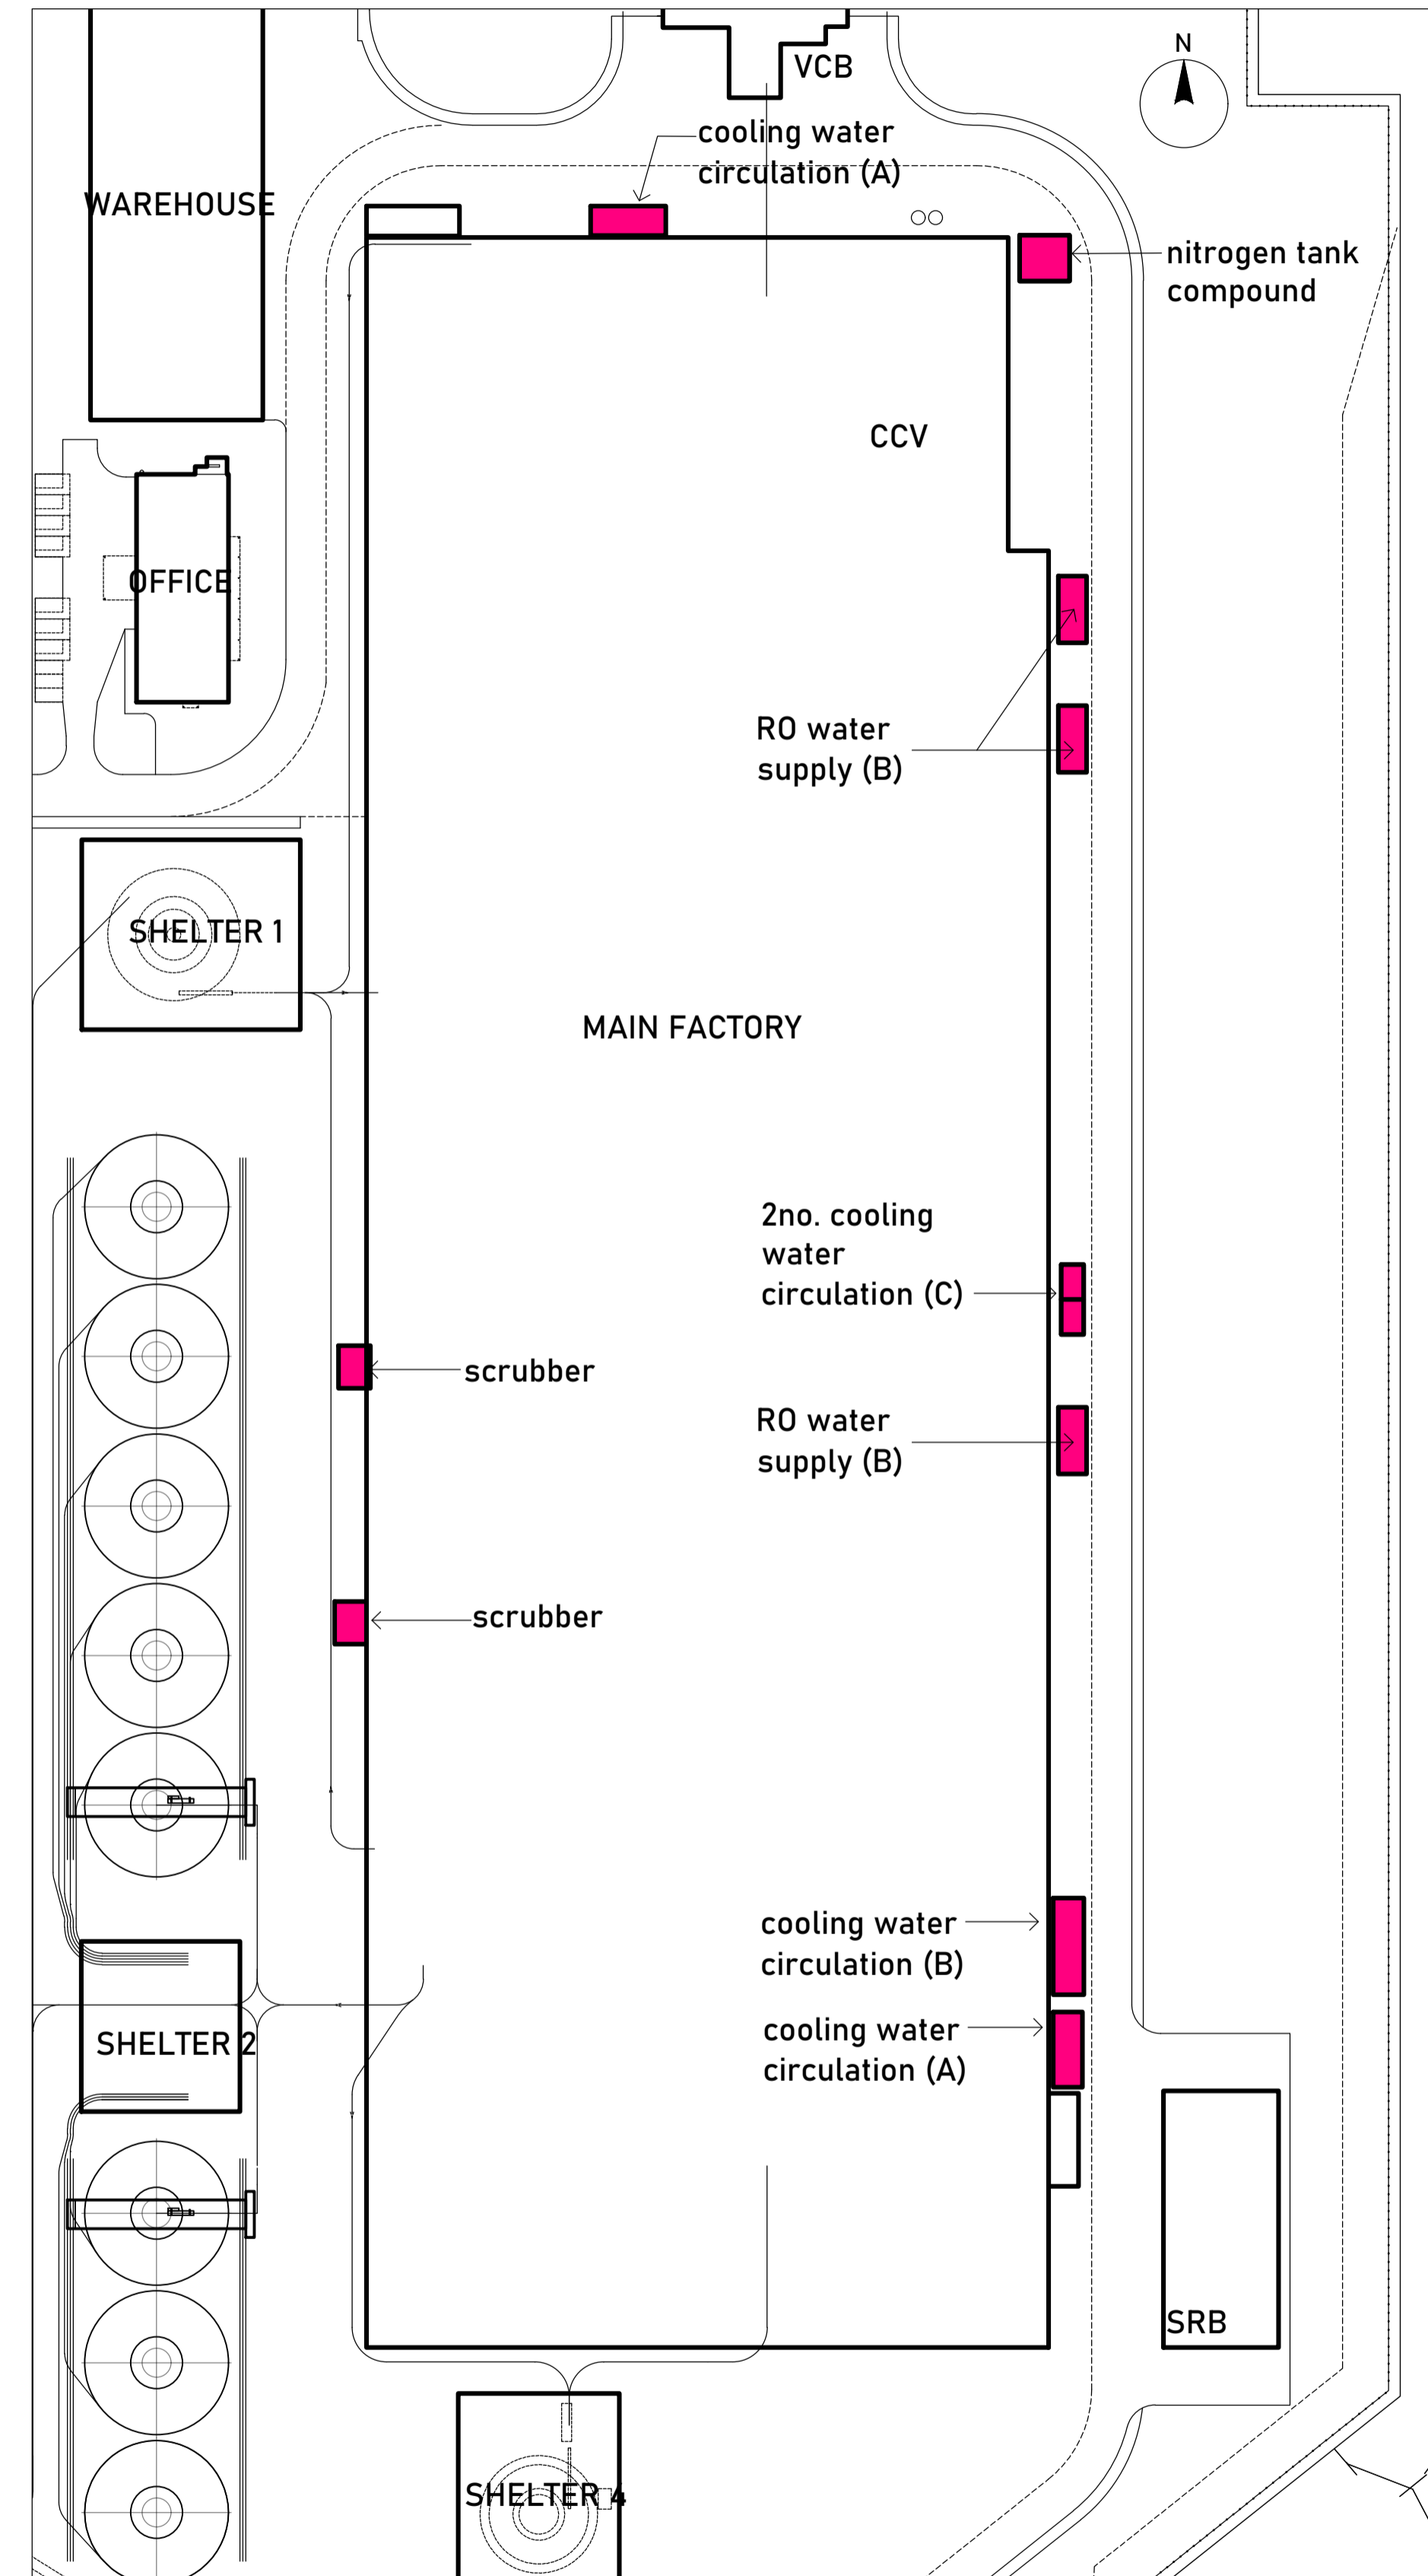 N
VCB
cooling water
circulation (A)
WAREHOUSE
nitrogen tank
compound
CCV
OFFICE
RO water
supply (B)
SHELTER 1
MAIN FACTORY
2no. cooling
water
circulation (C)
scrubber
RO water
supply (B)
scrubber
cooling water
circulation (B)
cooling water
circulation (A)
SHELTER 2
SRB
SHELTER 4